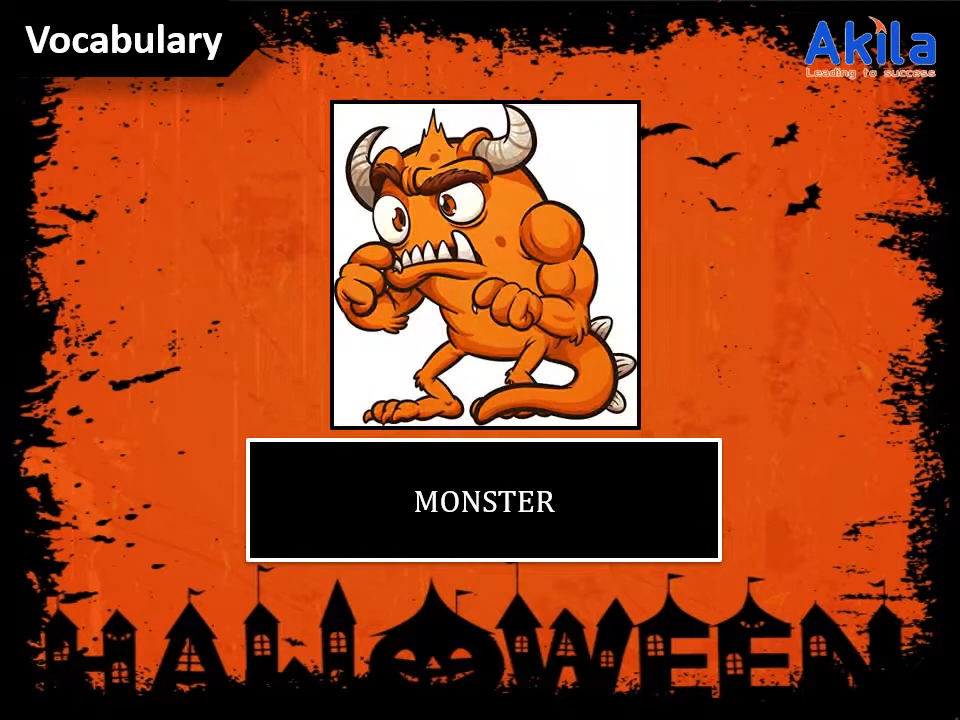 Vocabulary
Akila
Leading to success
MONSTER
HALLOWEEN